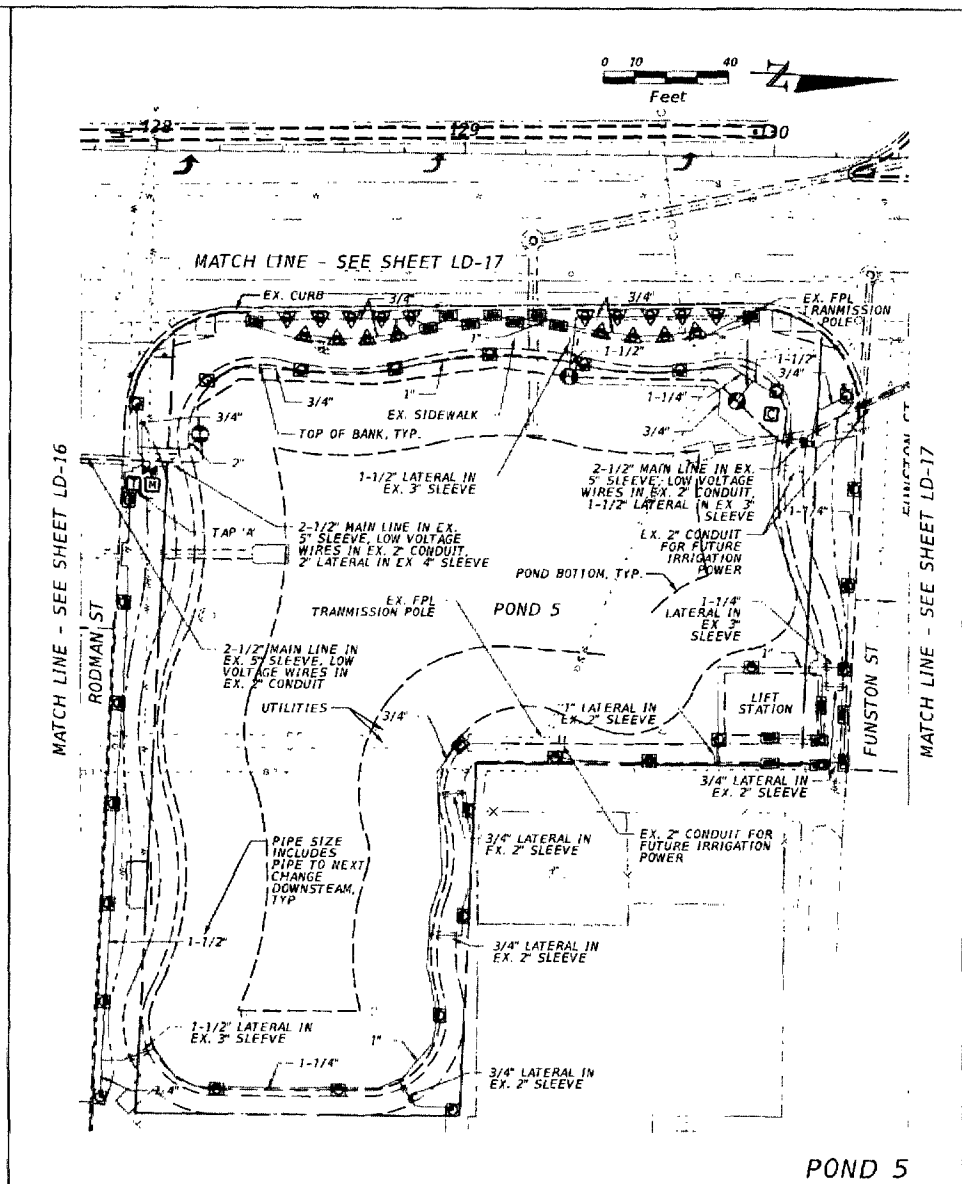 0 10 40
Feet
Z
128
129
130
MATCH LINE - SEE SHEET LD-17
EX. CURB
3/4"
3/4"
EX. FPL
TRANMISSION
POLE
1"
1-1/2"
1-1/2"
3/4"
1"
3/4"
EX. SIDEWALK
1-1/4"
3/4"
C
3/4"
TOP OF BANK, TYP.
2"
1-1/2" LATERAL IN
EX. 3" SLEEVE
2-1/2" MAIN LINE IN EX.
5" SLEEVE, LOW VOLTAGE
WIRES IN EX. 2" CONDUIT,
1-1/2" LATERAL IN EX 3"
SLEEVE
1-1/4"
T M
TAP 'A'
2-1/2" MAIN LINE IN EX.
5" SLEEVE, LOW VOLTAGE
WIRES IN EX. 2" CONDUIT,
2" LATERAL IN EX 4" SLEEVE
EX. 2" CONDUIT
FOR FUTURE
IRRIGATION
POWER
MATCH LINE - SEE SHEET LD-16
RODMAN ST
FUNSTON ST
MATCH LINE - SEE SHEET LD-17
POND BOTTOM, TYP.
EX. FPL
TRANMISSION POLE
POND 5
1-1/4"
LATERAL IN
EX 3"
SLEEVE
2-1/2" MAIN LINE IN
EX. 5" SLEEVE, LOW
VOLTAGE WIRES IN
EX. 2" CONDUIT
1"
UTILITIES
3/4"
1" LATERAL IN
EX. 2" SLEEVE
LIFT
STATION
3/4" LATERAL IN
EX. 2" SLEEVE
PIPE SIZE
INCLUDES
PIPE TO NEXT
CHANGE
DOWNSTEAM,
TYP
3/4" LATERAL IN
EX. 2" SLEEVE
EX. 2" CONDUIT FOR
FUTURE IRRIGATION
POWER
1-1/2"
3/4" LATERAL IN
EX. 2" SLEEVE
1-1/2" LATERAL IN
EX. 3" SLEEVE
1"
1-1/4"
1-1/4"
3/4" LATERAL IN
EX. 2" SLEEVE
POND 5